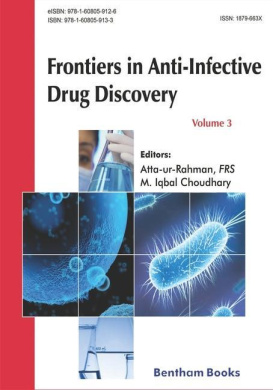 eISBN: 978-1-60805-912-6
ISBN: 978-1-60805-913-3
ISSN: 1879-663X
Frontiers in Anti-Infective
Drug Discovery
Volume 3
Editors:
Atta-ur-Rahman, FRS
M. Iqbal Choudhary
Bentham Books